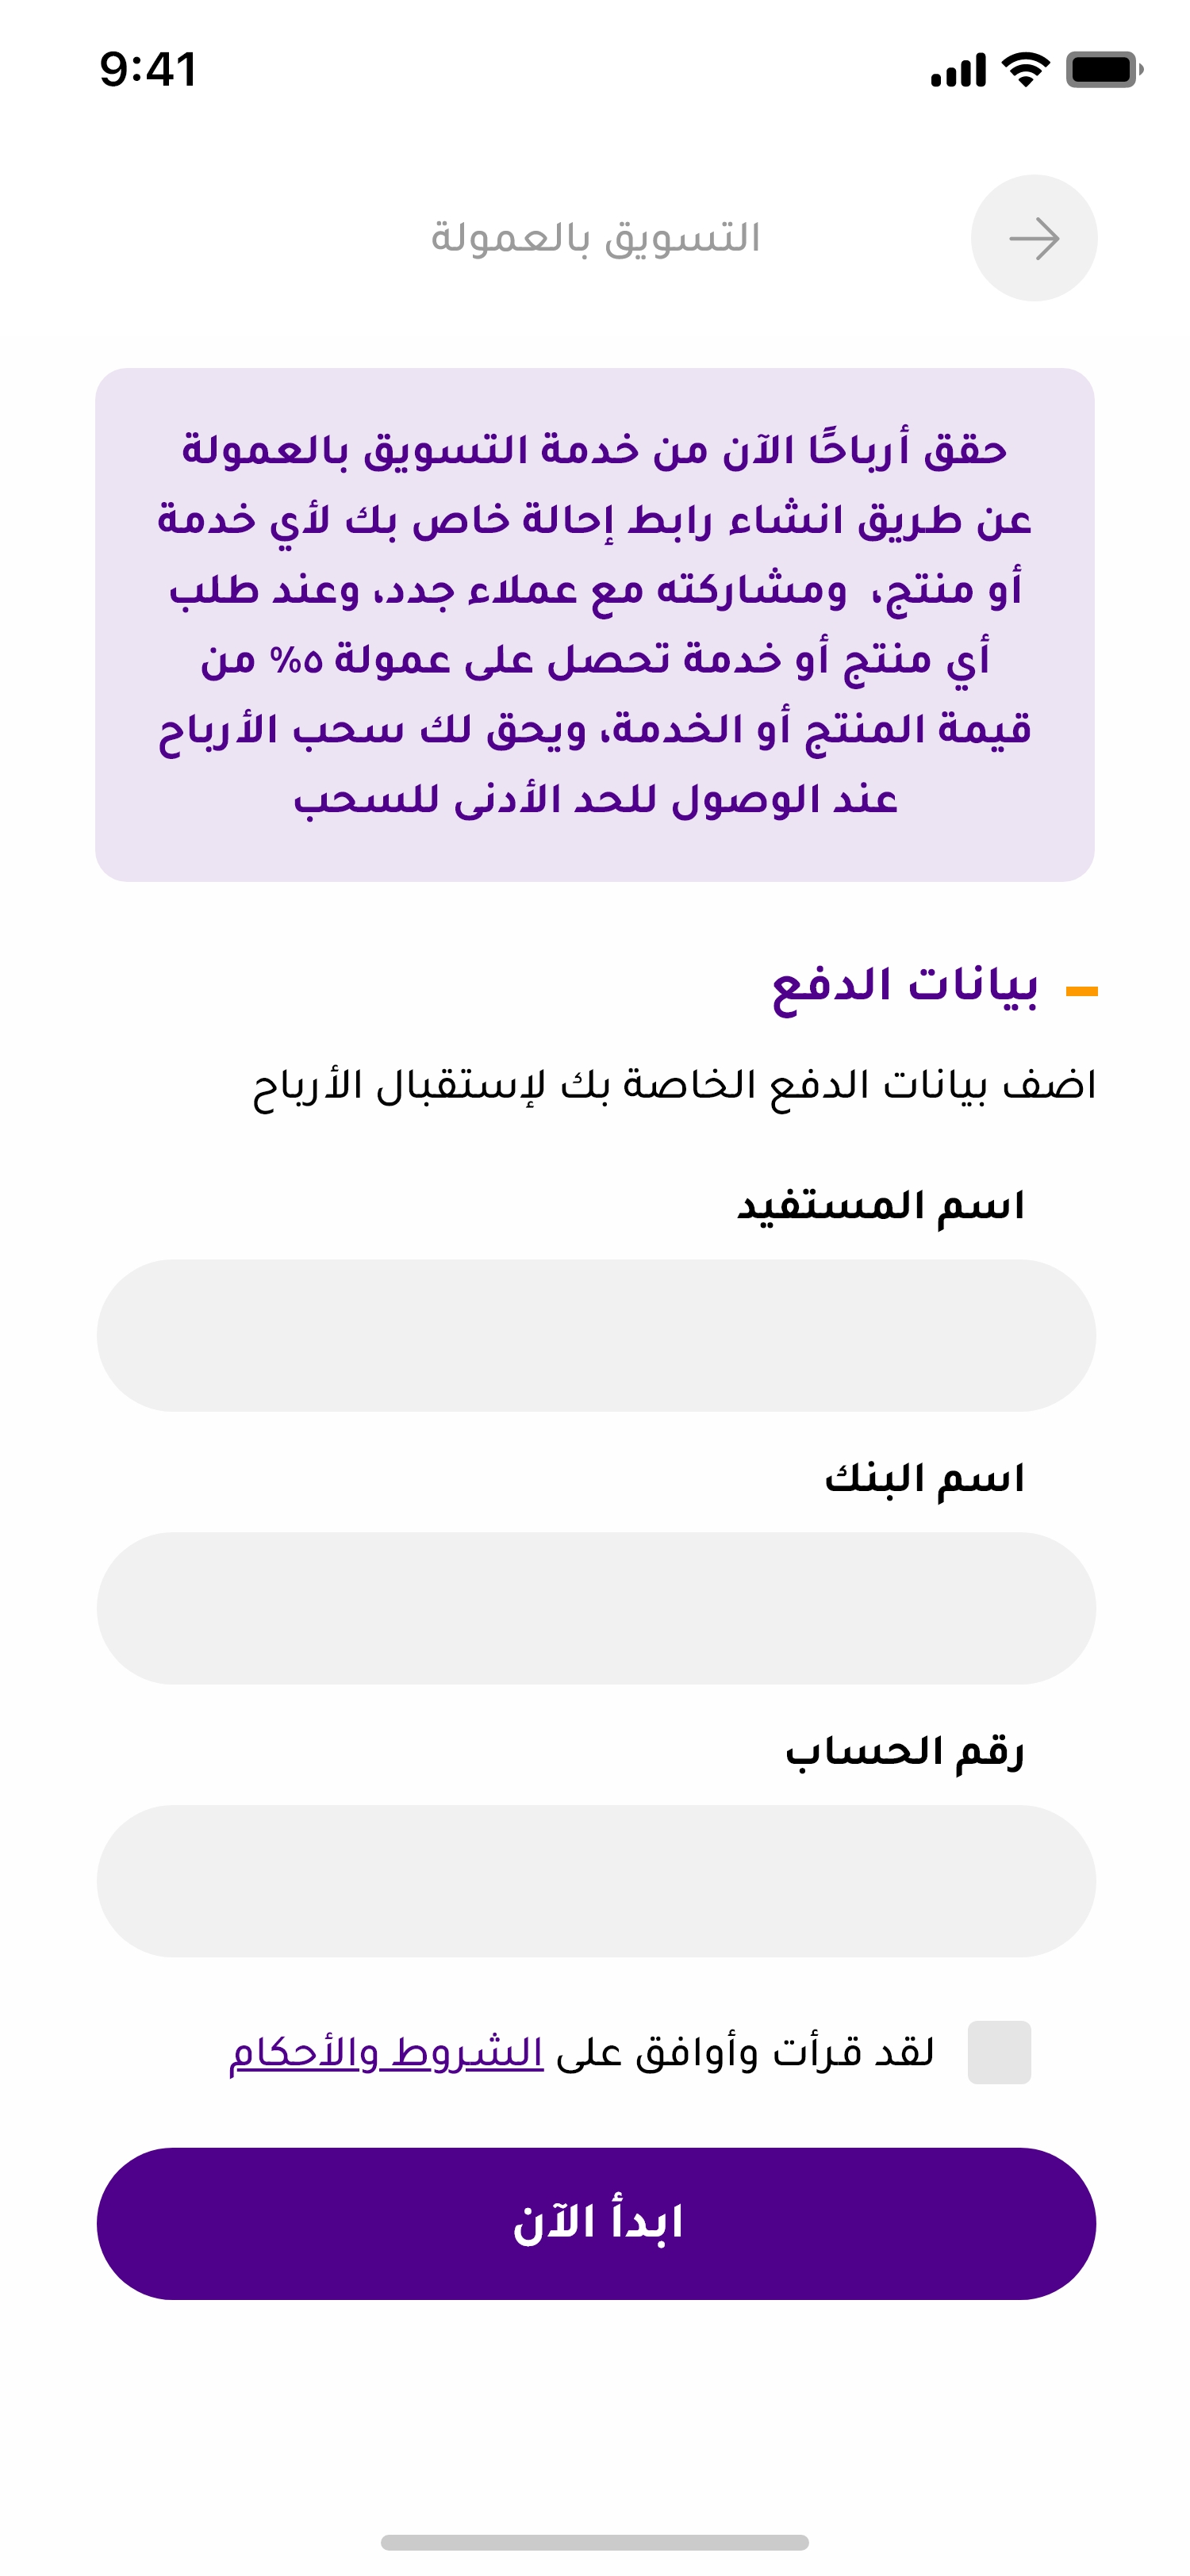 9:41
التسويق بالعمولة
حقق أرباحًا الآن من خدمة التسويق بالعمولة
عن طريق انشاء رابط إحالة خاص بك لأي خدمة
أو منتج،  ومشاركته مع عملاء جدد، وعند طلب
أي منتج أو خدمة تحصل على عمولة ٥% من
قيمة المنتج أو الخدمة، ويحق لك سحب الأرباح
عند الوصول للحد الأدنى للسحب
بيانات الدفع
اضف بيانات الدفع الخاصة بك لإستقبال الأرباح
اسم المستفيد
اسم البنك
رقم الحساب
لقد قرأت وأوافق على الشروط والأحكام
ابدأ الآن